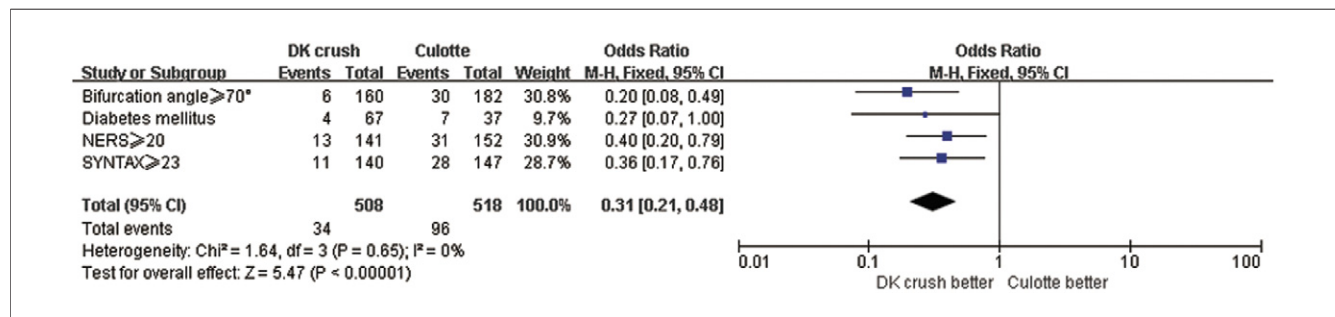 DK crush Culotte Odds Ratio Odds Ratio
Study or Subgroup Events Total Events Total Weight M-H, Fixed, 95% CI M-H, Fixed, 95% CI
Bifurcation angle⩾70° 6 160 30 182 30.8% 0.20 [0.08, 0.49]
Diabetes mellitus 4 67 7 37 9.7% 0.27 [0.07, 1.00]
NERS⩾20 13 141 31 152 30.9% 0.40 [0.20, 0.79]
SYNTAX⩾23 11 140 28 147 28.7% 0.36 [0.17, 0.76]
Total (95% CI) 508 518 100.0% 0.31 [0.21, 0.48]
Total events 34 96
Heterogeneity: Chi² = 1.64, df = 3 (P = 0.65); I² = 0%
Test for overall effect: Z = 5.47 (P < 0.00001)
0.01 0.1 1 10 100
DK crush better Culotte better